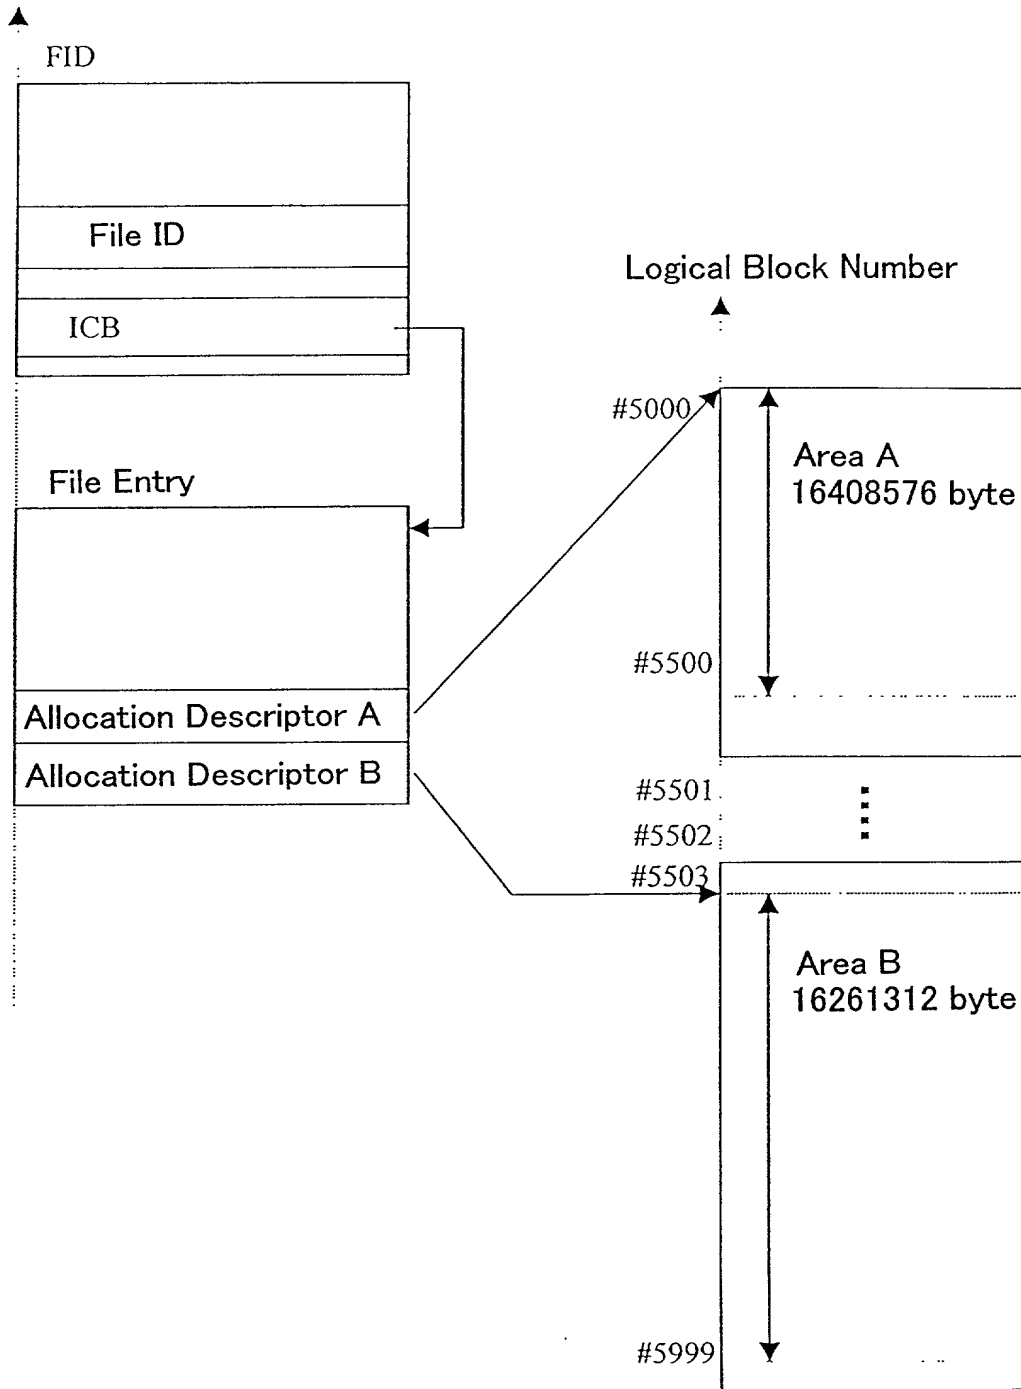 FID
File ID
ICB
File Entry
Allocation Descriptor A
Allocation Descriptor B
Logical Block Number
#5000
Area A
16408576 byte
#5500
#5501
#5502
#5503
Area B
16261312 byte
#5999